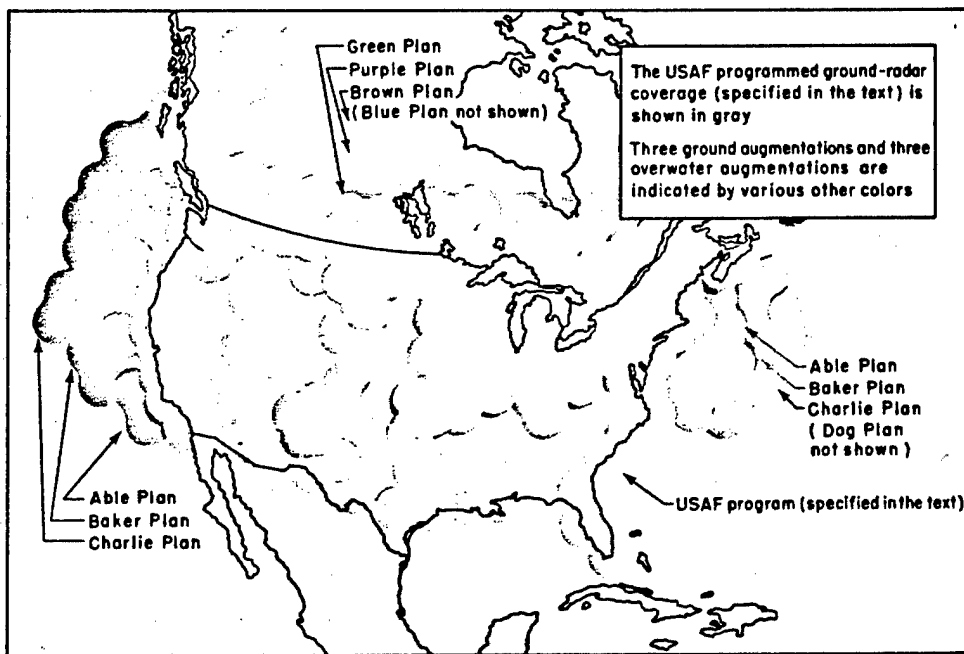 Green Plan
Purple Plan
Brown Plan
(Blue Plan not shown)
The USAF programmed ground-radar
coverage (specified in the text) is
shown in gray
Three ground augmentations and three
overwater augmentations are
indicated by various other colors
Able Plan
Baker Plan
Charlie Plan
(Dog Plan
not shown)
USAF program (specified in the text)
Able Plan
Baker Plan
Charlie Plan